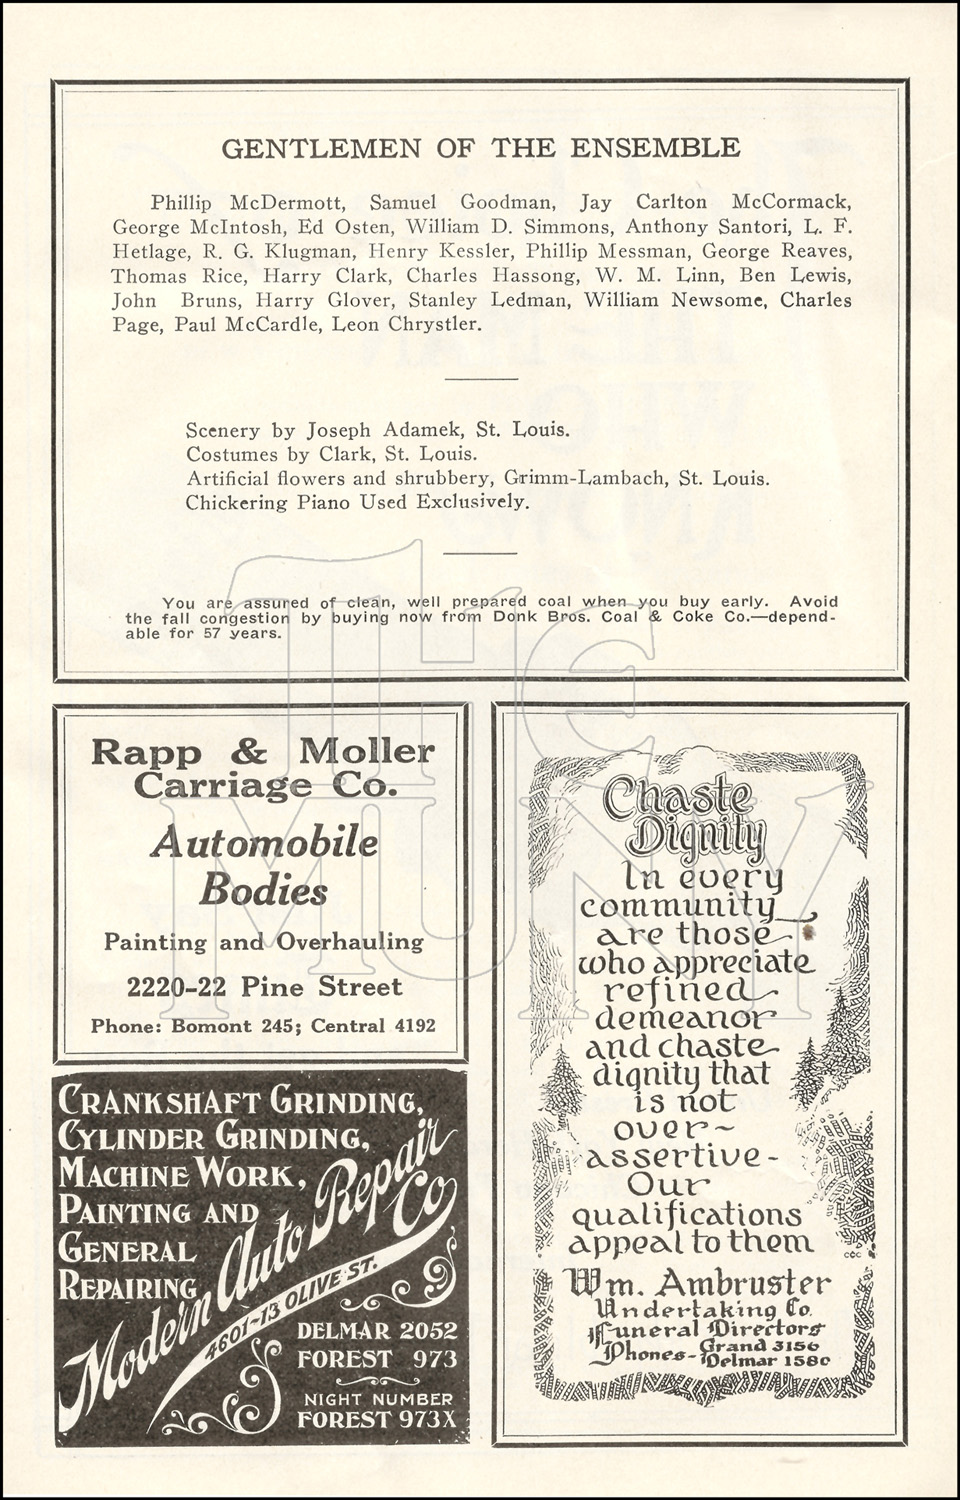 GENTLEMEN OF THE ENSEMBLE
Phillip McDermott, Samuel Goodman, Jay Carlton McCormack,
George McIntosh, Ed Osten, William D. Simmons, Anthony Santori, L. F.
Hetlage, R. G. Klugman, Henry Kessler, Phillip Messman, George Reaves,
Thomas Rice, Harry Clark, Charles Hassong, W. M. Linn, Ben Lewis,
John Bruns, Harry Glover, Stanley Ledman, William Newsome, Charles
Page, Paul McCardle, Leon Chrystler.
Scenery by Joseph Adamek, St. Louis.
Costumes by Clark, St. Louis.
Artificial flowers and shrubbery, Grimm-Lambach, St. Louis.
Chickering Piano Used Exclusively.
You are assured of clean, well prepared coal when you buy early. Avoid
the fall congestion by buying now from Donk Bros. Coal & Coke Co.—depend-
able for 57 years.
The
MUNY
Rapp & Moller
Carriage Co.
Automobile
Bodies
Painting and Overhauling
2220-22 Pine Street
Phone: Bomont 245; Central 4192
CRANKSHAFT GRINDING,
CYLINDER GRINDING,
MACHINE WORK,
PAINTING AND
GENERAL
REPAIRING
Modern Auto Repair Co
4601-13 OLIVE ST.
DELMAR 2052
FOREST 973
NIGHT NUMBER
FOREST 973X
Chaste
Dignity
In every
community
are those
who appreciate
refined
demeanor
and chaste
dignity that
is not
over~
assertive-
Our
qualifications
appeal to them
CGC
Wm. Ambruster
Undertaking Co.
Funeral Directors
Phones- Grand 3156
Delmar 1580